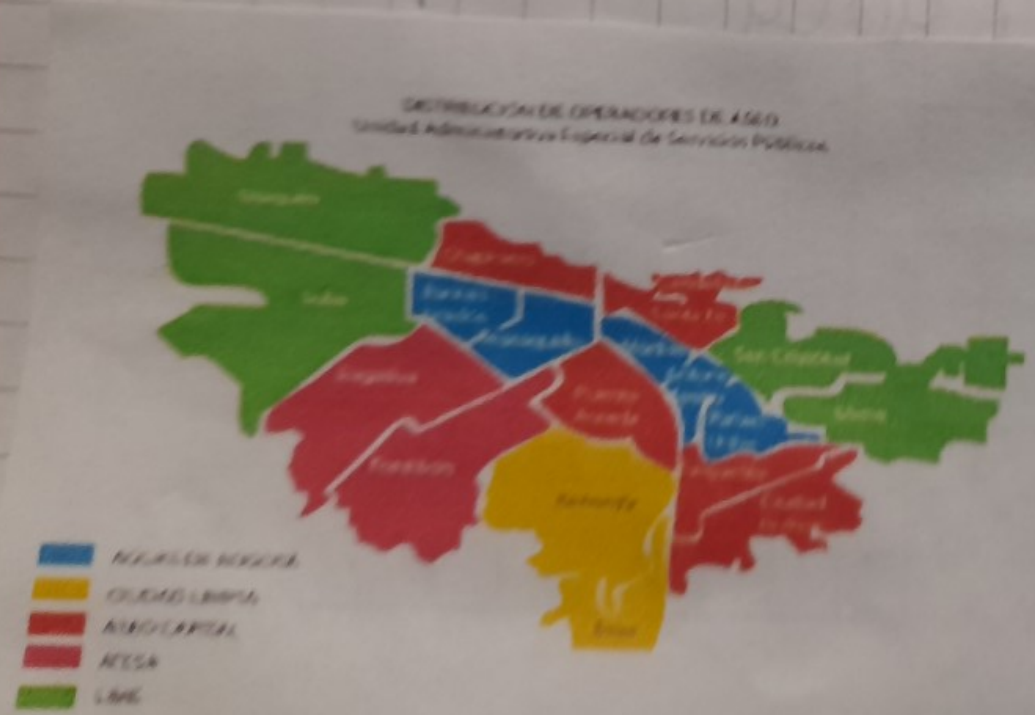 DISTRIBUCIÓN DE OPERADORES DE ASEO
Unidad Administrativa Especial de Servicios Públicos
Usaquén
Chapinero
Suba
Barrios
Unidos
Teusaquillo
Santa Fe
San Cristóbal
Engativá
Puente
Aranda
Usme
Fontibón
Kennedy
Ciudad
Bolívar
Bosa
AGUAS DE BOGOTÁ
CIUDAD LIMPIA
ASEO CAPITAL
ATESA
LIME